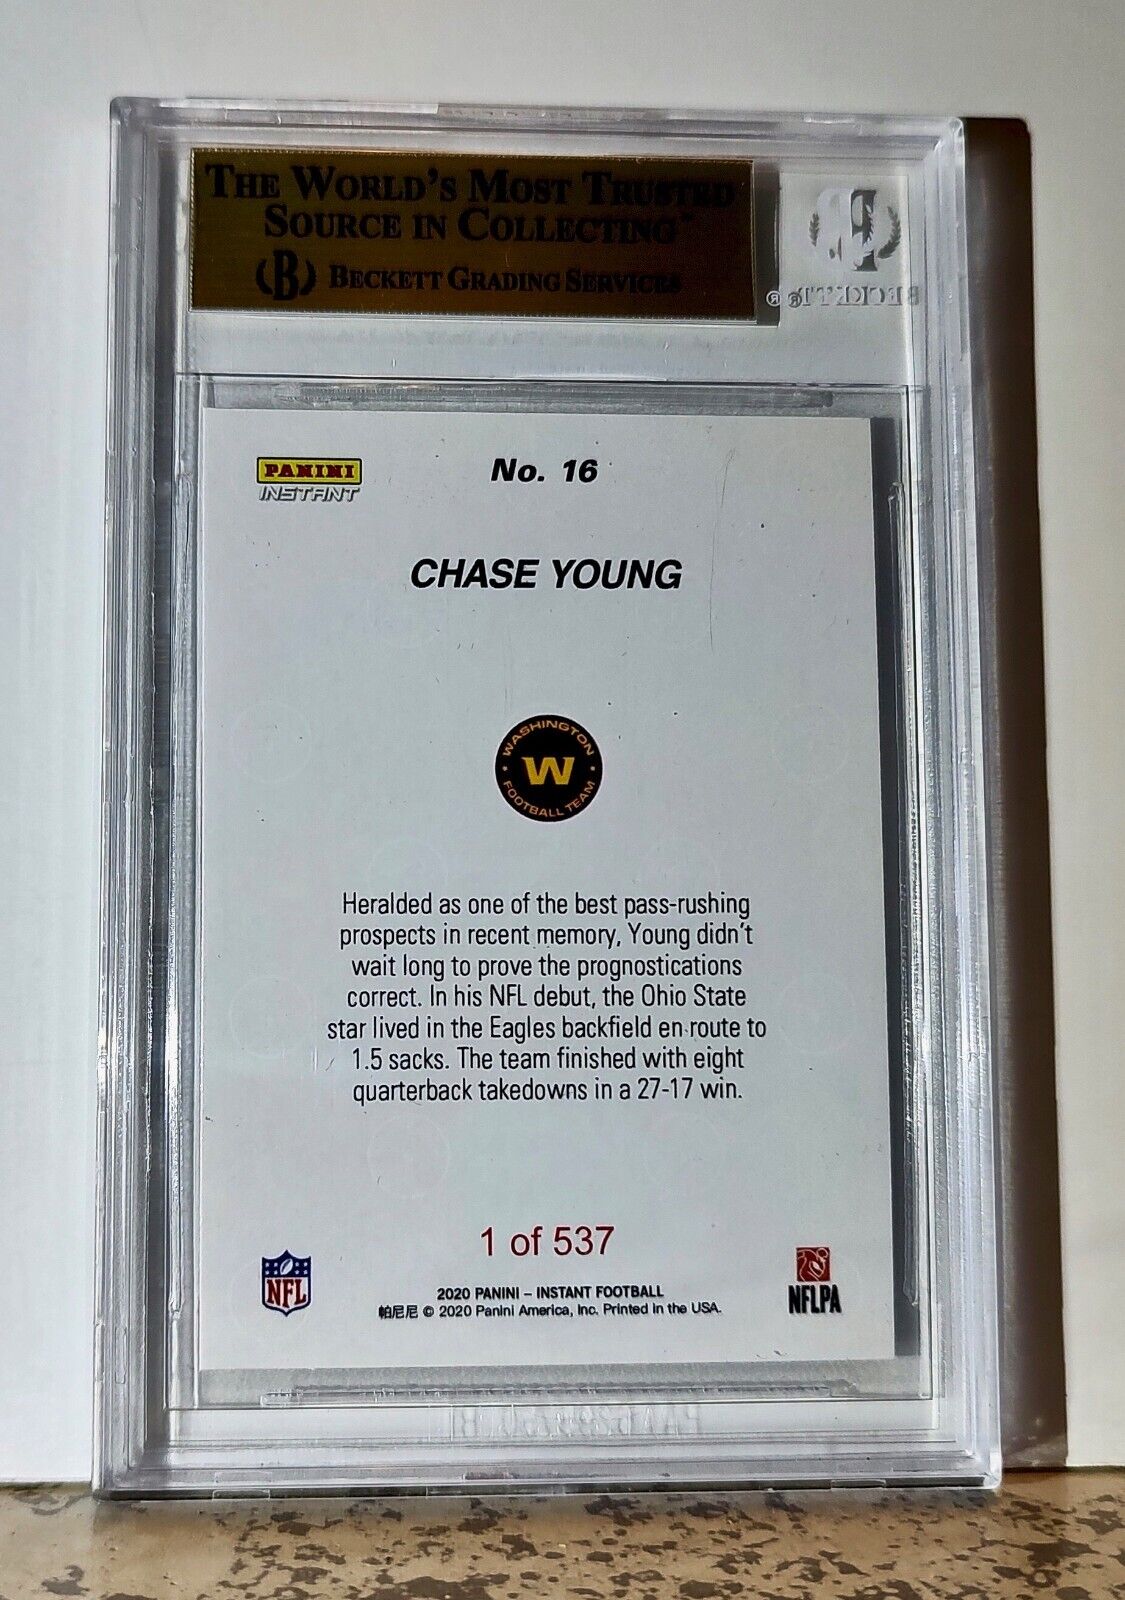 THE WORLD'S MOST TRUSTED
SOURCE IN COLLECTING™
(B) BECKETT GRADING SERVICES
BECKETT ®
PANINI
INSTANT
No. 16
CHASE YOUNG
WASHINGTON
W
FOOTBALL TEAM
Heralded as one of the best pass-rushing
prospects in recent memory, Young didn't
wait long to prove the prognostications
correct. In his NFL debut, the Ohio State
star lived in the Eagles backfield en route to
1.5 sacks. The team finished with eight
quarterback takedowns in a 27-17 win.
1 of 537
NFL
2020 PANINI – INSTANT FOOTBALL
帕尼尼 © 2020 Panini America, Inc. Printed in the USA.
NFLPA